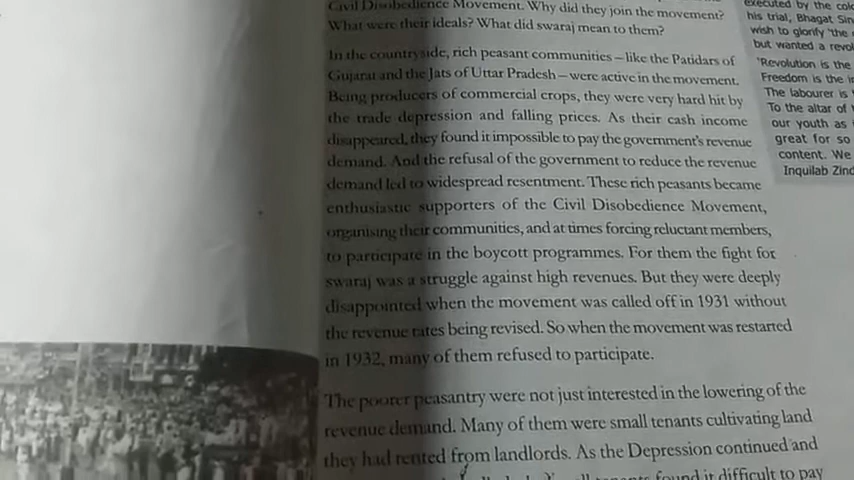 Civil Disobedience Movement. Why did they join the movement?
What were their ideals? What did swaraj mean to them?
In the countryside, rich peasant communities – like the Patidars of
Gujarat and the Jats of Uttar Pradesh – were active in the movement.
Being producers of commercial crops, they were very hard hit by
the trade depression and falling prices. As their cash income
disappeared, they found it impossible to pay the government's revenue
demand. And the refusal of the government to reduce the revenue
demand led to widespread resentment. These rich peasants became
enthusiastic supporters of the Civil Disobedience Movement,
organising their communities, and at times forcing reluctant members,
to participate in the boycott programmes. For them the fight for
swaraj was a struggle against high revenues. But they were deeply
disappointed when the movement was called off in 1931 without
the revenue rates being revised. So when the movement was restarted
in 1932, many of them refused to participate.
The poorer peasantry were not just interested in the lowering of the
revenue demand. Many of them were small tenants cultivating land
they had rented from landlords. As the Depression continued and
tenants found it difficult to pay
executed by the
his trial, Bhagat
wish to glorify 'the
but wanted a
'Revolution is the
Freedom is the
The labourer is
To the altar of
our youth as
great for so
content. We
Inquilab